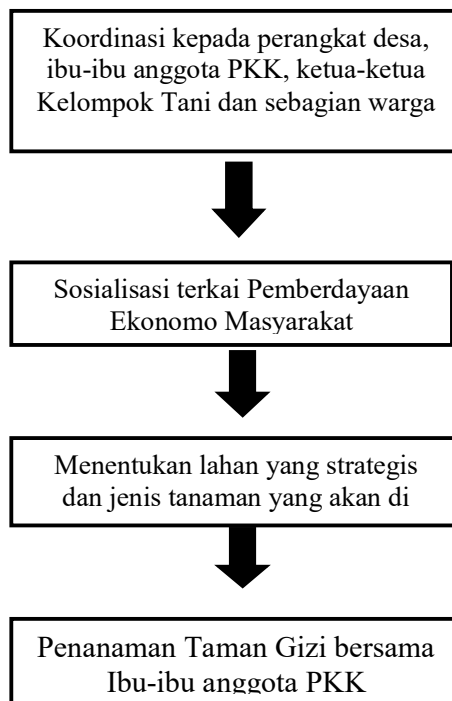 Koordinasi kepada perangkat desa,
ibu-ibu anggota PKK, ketua-ketua
Kelompok Tani dan sebagian warga
Sosialisasi terkai Pemberdayaan
Ekonomo Masyarakat
Menentukan lahan yang strategis
dan jenis tanaman yang akan di
Penanaman Taman Gizi bersama
Ibu-ibu anggota PKK